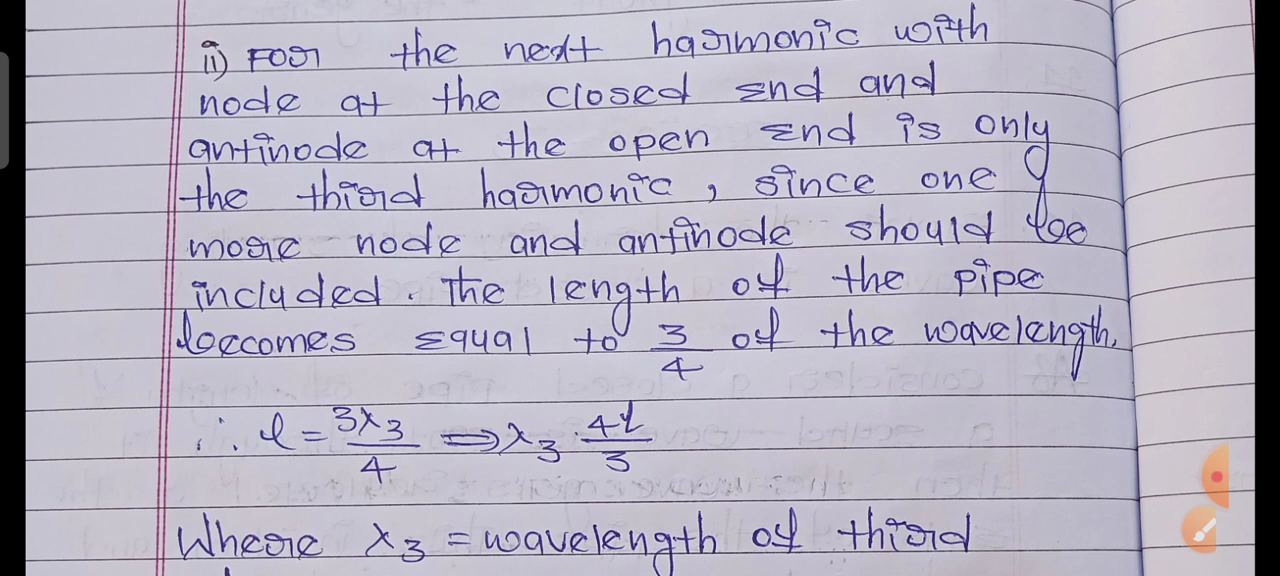 ii) For the next harmonic with
node at the closed end and
antinode at the open end is only
the third harmonic, since one
more node and antinode should be
included. The length of the pipe
becomes equal to 3/4 of the wavelength.
∴ l = 3λ₃/4 ⟹ λ₃ · 4l/3
Where λ₃ = wavelength of third